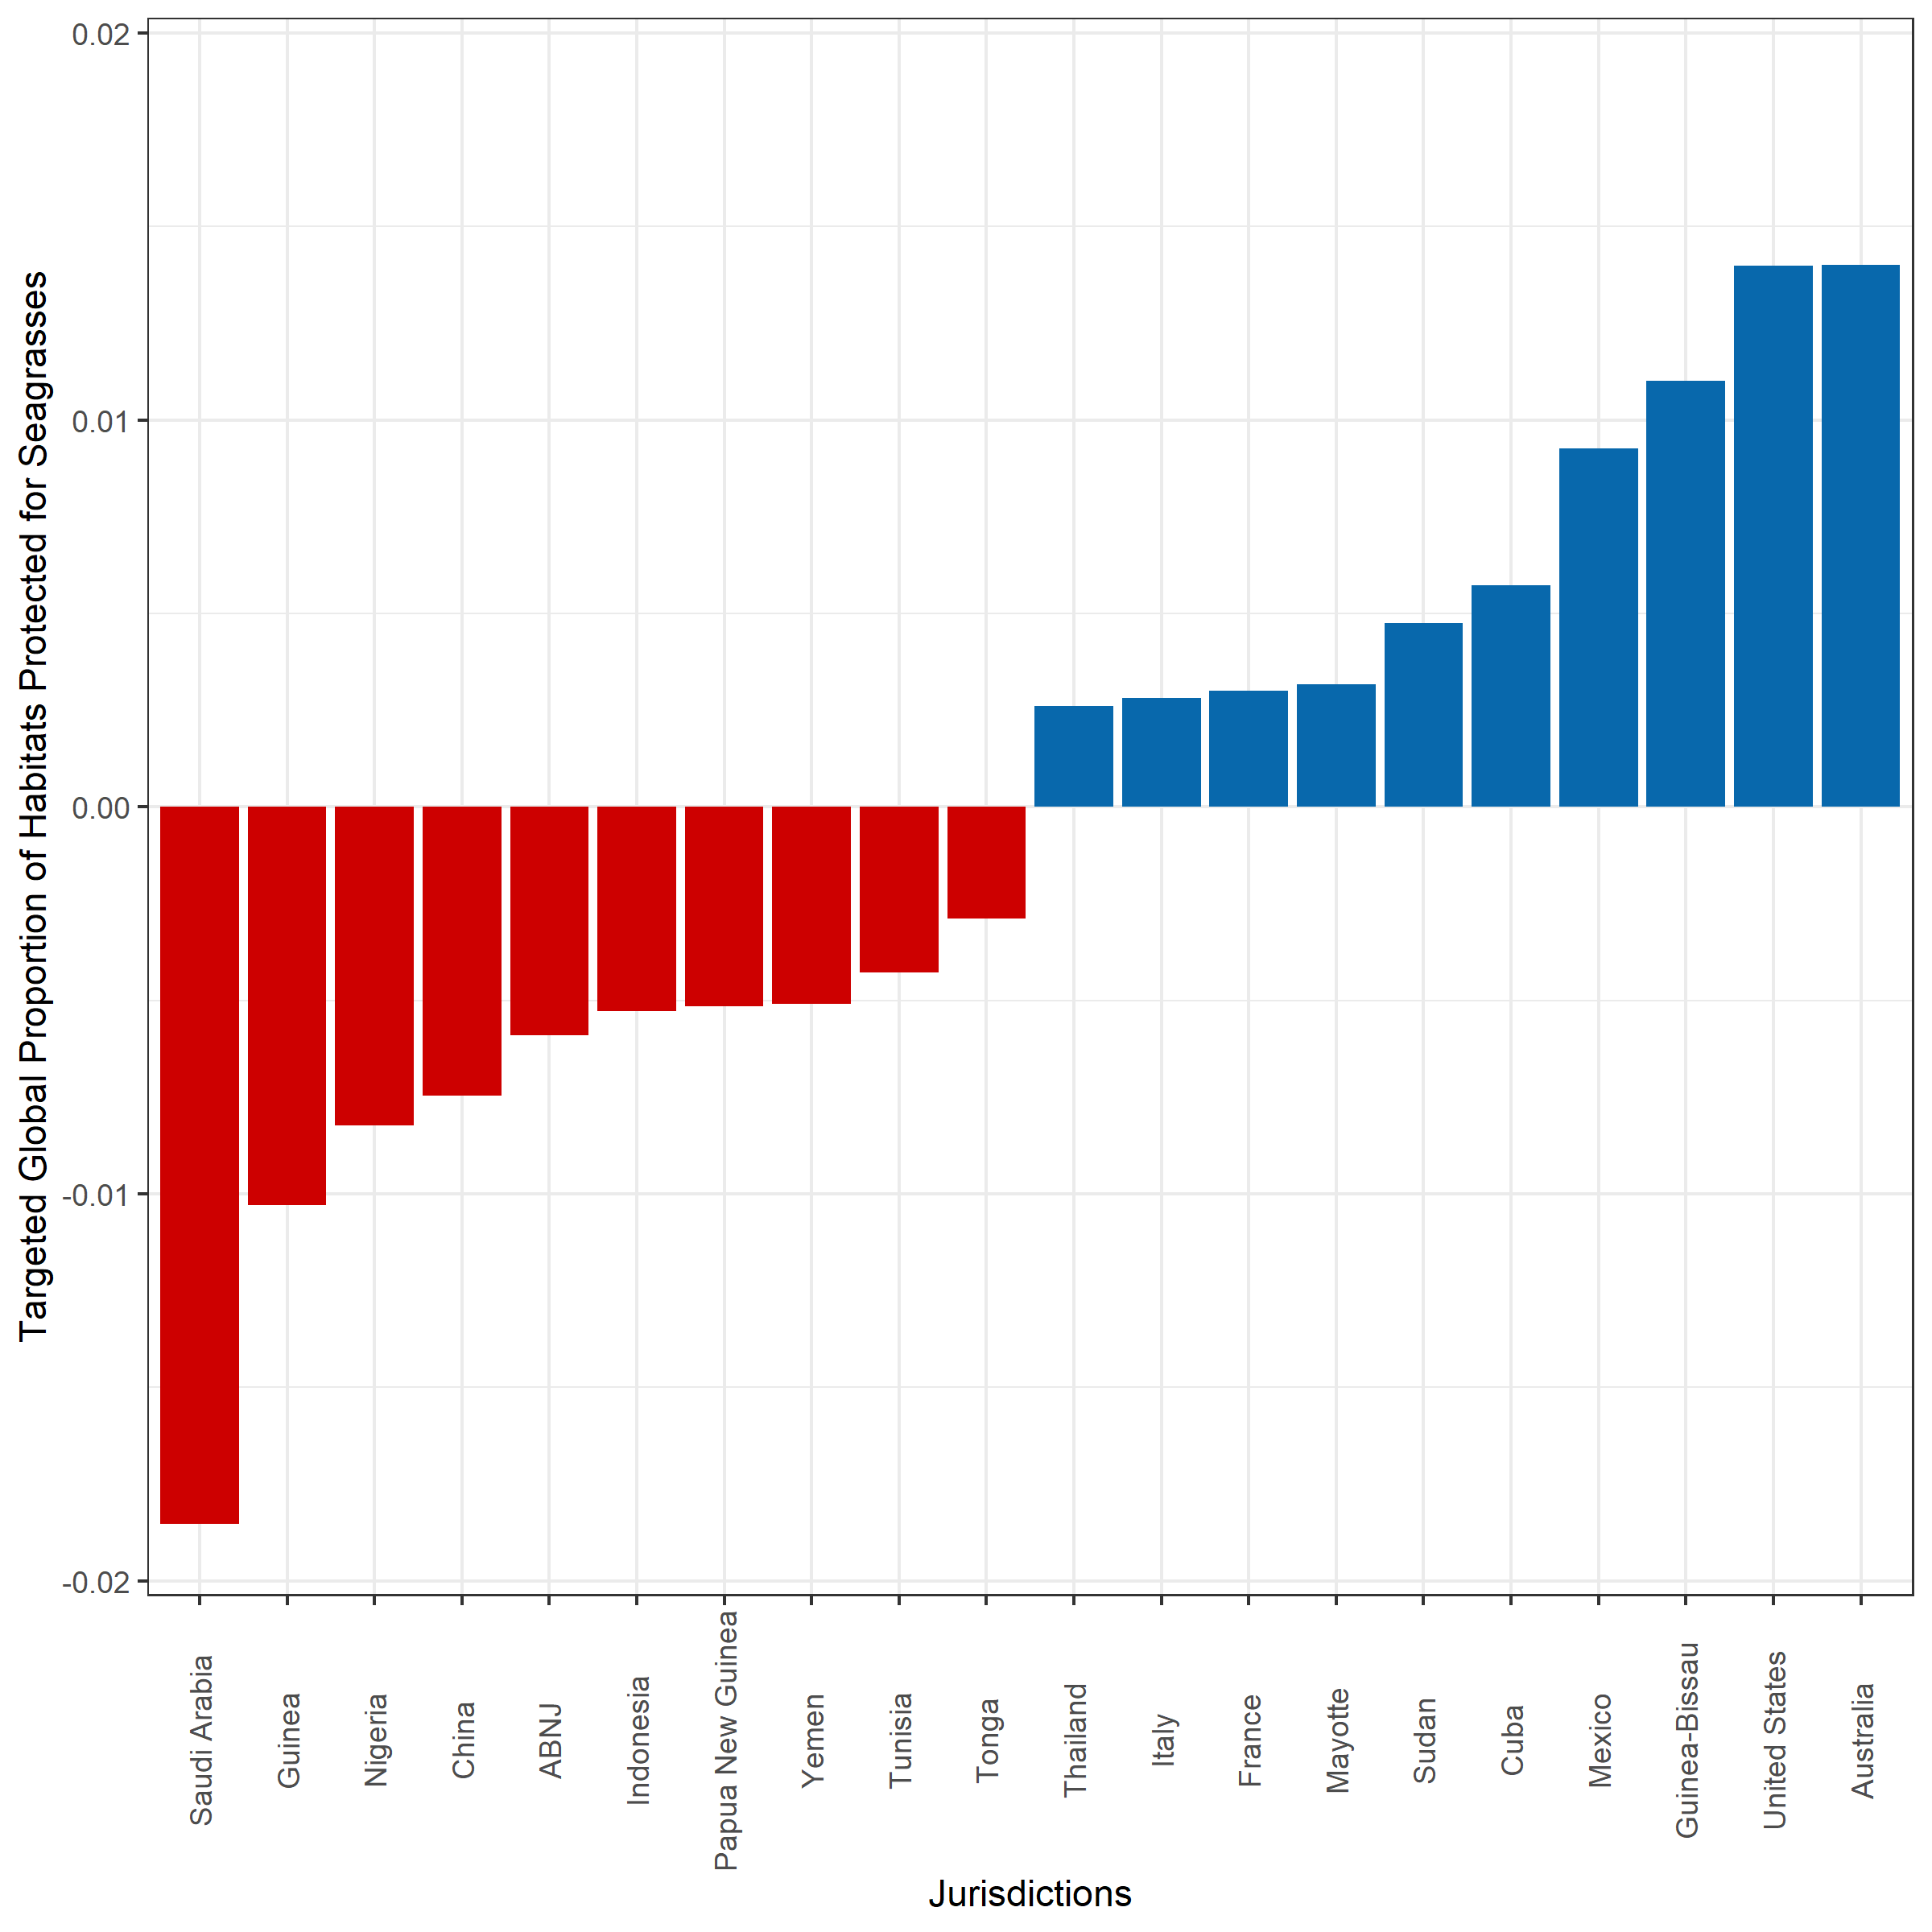 Targeted Global Proportion of Habitats Protected for Seagrasses
0.02
0.01
0.00
-0.01
-0.02
Saudi Arabia
Guinea
Nigeria
China
ABNJ
Indonesia
Papua New Guinea
Yemen
Tunisia
Tonga
Thailand
Italy
France
Mayotte
Sudan
Cuba
Mexico
Guinea-Bissau
United States
Australia
Jurisdictions